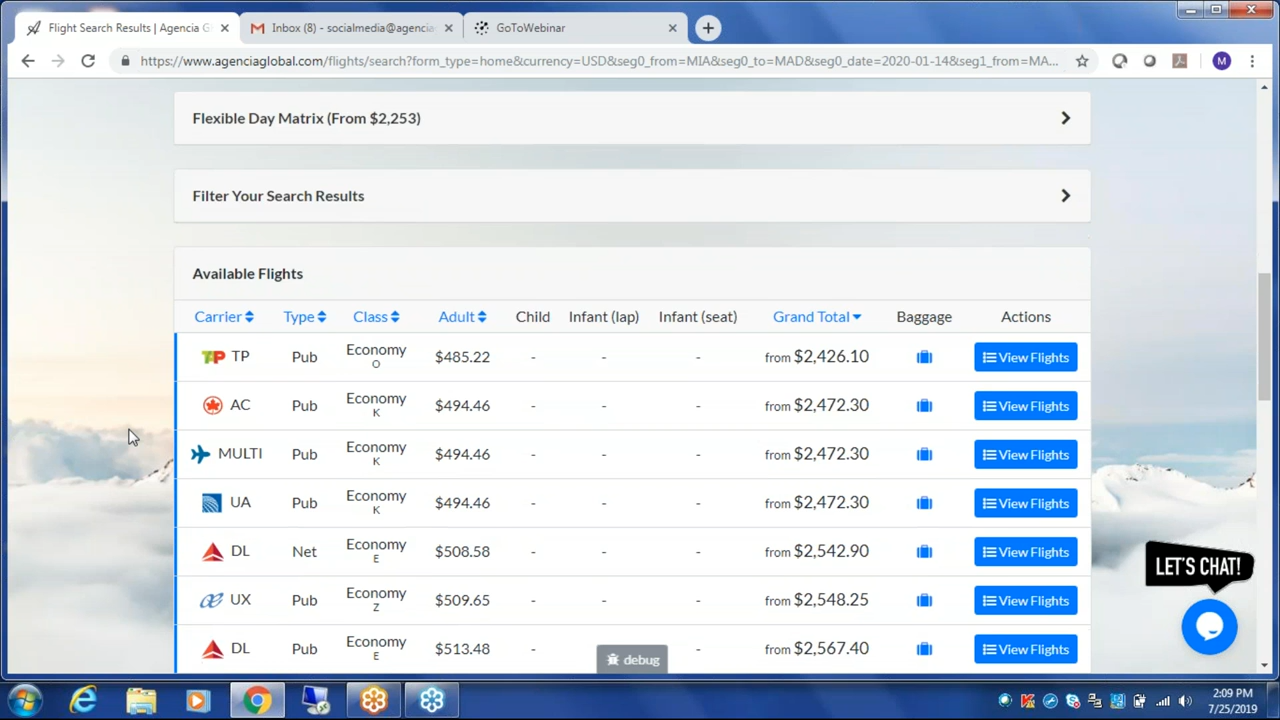 Flight Search Results | Agencia G
Inbox (8) - socialmedia@agencia
GoToWebinar
https://www.agenciaglobal.com/flights/search?form_type=home&currency=USD&seg0_from=MIA&seg0_to=MAD&seg0_date=2020-01-14&seg1_from=MA...
M
Flexible Day Matrix (From $2,253)
Filter Your Search Results
Available Flights
Carrier Type Class Adult Child Infant (lap) Infant (seat) Grand Total Baggage Actions
TP TP Pub Economy O $485.22 - - - from $2,426.10 View Flights
AC Pub Economy K $494.46 - - - from $2,472.30 View Flights
MULTI Pub Economy K $494.46 - - - from $2,472.30 View Flights
UA Pub Economy K $494.46 - - - from $2,472.30 View Flights
DL Net Economy E $508.58 - - - from $2,542.90 View Flights
UX Pub Economy Z $509.65 - - - from $2,548.25 View Flights
DL Pub Economy E $513.48 - - - from $2,567.40 View Flights
LET'S CHAT!
debug
2:09 PM
7/25/2019